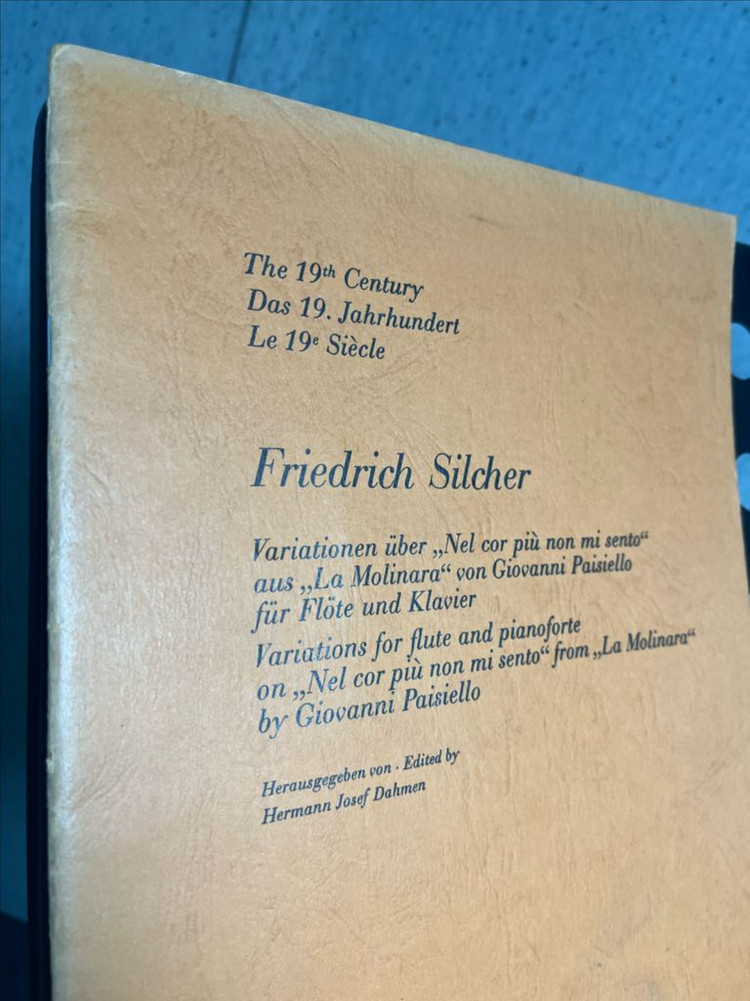 The 19th Century
Das 19. Jahrhundert
Le 19e Siècle
Friedrich Silcher
Variationen über „Nel cor più non mi sento“
aus „La Molinara“ von Giovanni Paisiello
für Flöte und Klavier
Variations for flute and pianoforte
on „Nel cor più non mi sento“ from „La Molinara“
by Giovanni Paisiello
Herausgegeben von · Edited by
Hermann Josef Dahmen